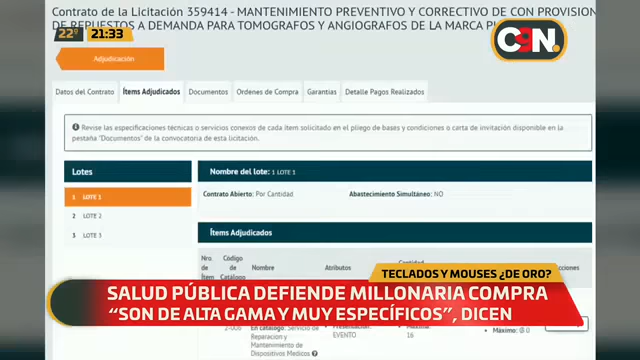 Contrato de la Licitación 359414 - MANTENIMIENTO PREVENTIVO Y CORRECTIVO DE CON PROVISION
DE REPUESTOS A DEMANDA PARA TOMOGRAFOS Y ANGIOGRAFOS DE LA MARCA
22º 21:33
C9N.
Adjudicación
Datos del Contrato Ítems Adjudicados Documentos Ordenes de Compra Garantias Detalle Pagos Realizados
Revise las especificaciones técnicas o servicios conexos de cada ítem solicitado en el pliego de bases y condiciones o carta de invitación disponible en la
pestaña "Documentos" de la convocatoria de esta licitación.
Lotes
Nombre del lote: 1 LOTE 1
1 LOTE 1
Contrato Abierto: Por Cantidad Abastecimiento Simultáneo: NO
2 LOTE 2
3 LOTE 3
Ítems Adjudicados
Nro. de Ítem
Código de Catálogo
Nombre
Atributos
TECLADOS Y MOUSES ¿DE ORO?
SALUD PÚBLICA DEFIENDE MILLONARIA COMPRA
“SON DE ALTA GAMA Y MUY ESPECÍFICOS”, DICEN
2-006
En catálogo: Servicio de
Reparacion y
Mantenimiento de
Dispositivos Medicos
EVENTO
16
Máximo: 0